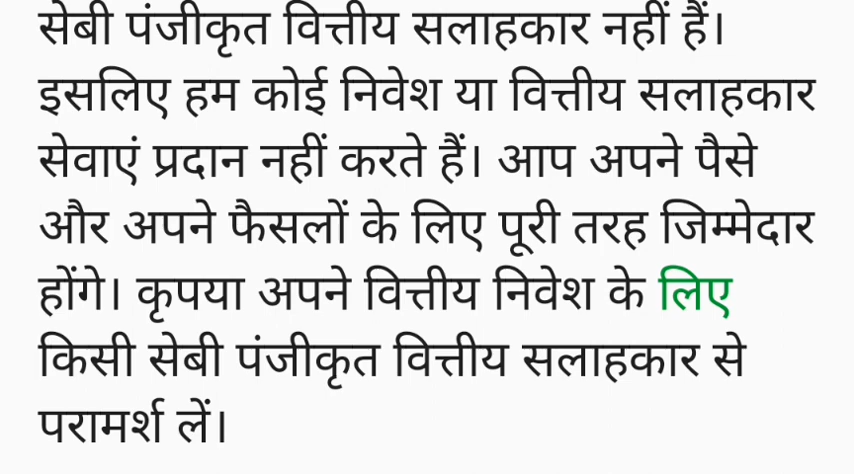 सेबी पंजीकृत वित्तीय सलाहकार नहीं हैं।
इसलिए हम कोई निवेश या वित्तीय सलाहकार
सेवाएं प्रदान नहीं करते हैं। आप अपने पैसे
और अपने फैसलों के लिए पूरी तरह जिम्मेदार
होंगे। कृपया अपने वित्तीय निवेश के लिए
किसी सेबी पंजीकृत वित्तीय सलाहकार से
परामर्श लें।